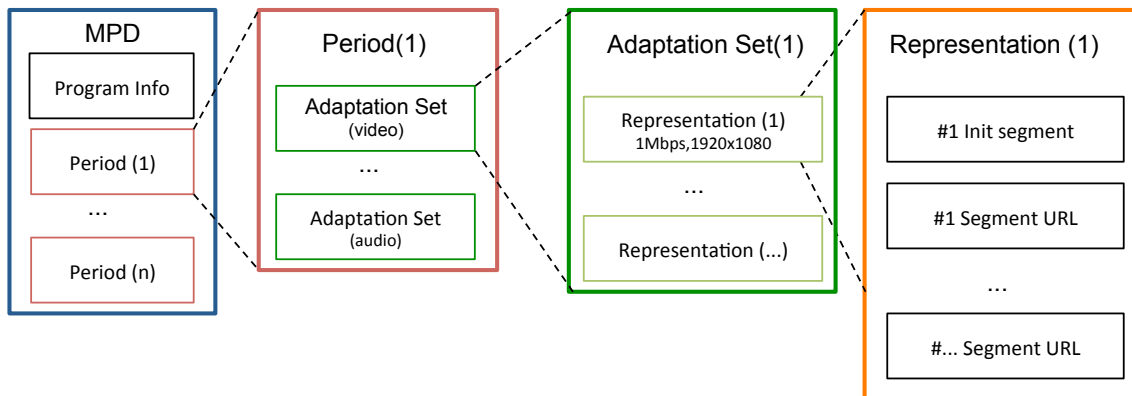 MPD
Program Info
Period (1)
...
Period (n)
Period(1)
Adaptation Set
(video)
...
Adaptation Set
(audio)
Adaptation Set(1)
Representation (1)
1Mbps,1920x1080
...
Representation (...)
Representation (1)
#1 Init segment
#1 Segment URL
...
#... Segment URL